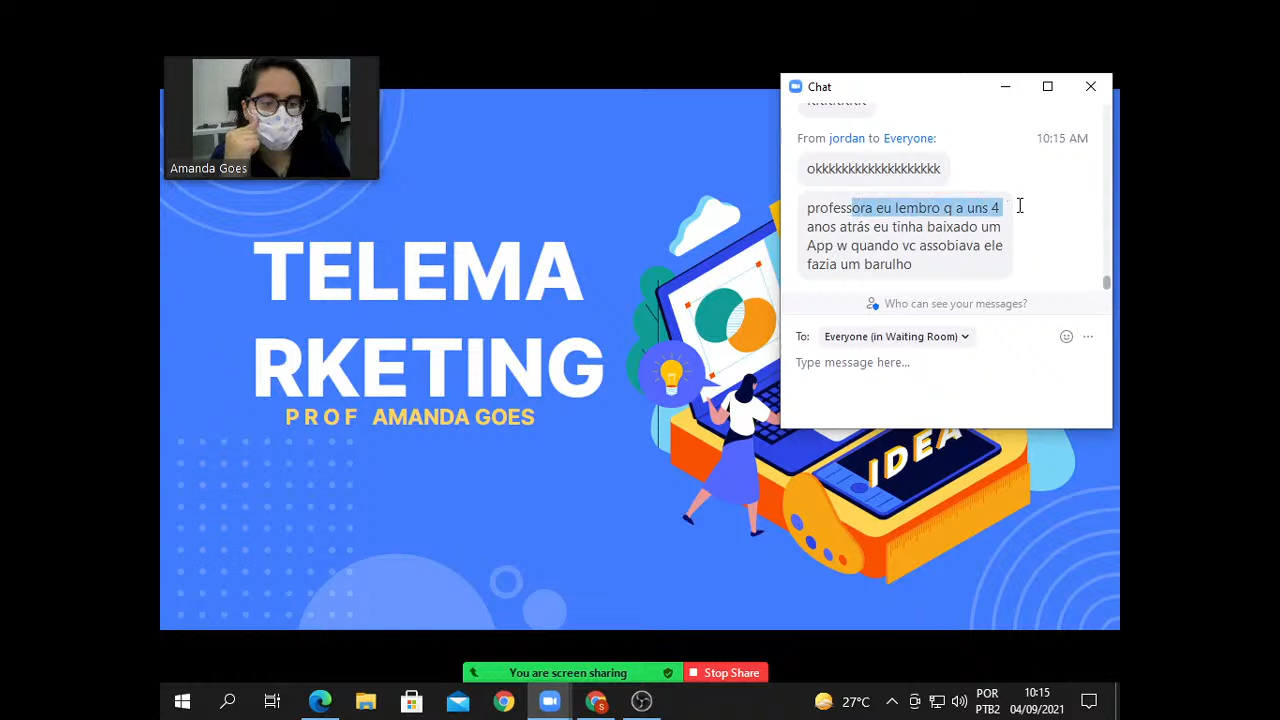 Chat
From jordan to Everyone:
10:15 AM
okkkkkkkkkkkkkkkkkkk
professora eu lembro q a uns 4
anos atrás eu tinha baixado um
App w quando vc assobiava ele
fazia um barulho
Who can see your messages?
To: Everyone (in Waiting Room)
Type message here...
Amanda Goes
TELEMA
RKETING
PROF AMANDA GOES
IDEA
You are screen sharing
Stop Share
27°C
POR
PTB2
10:15
04/09/2021